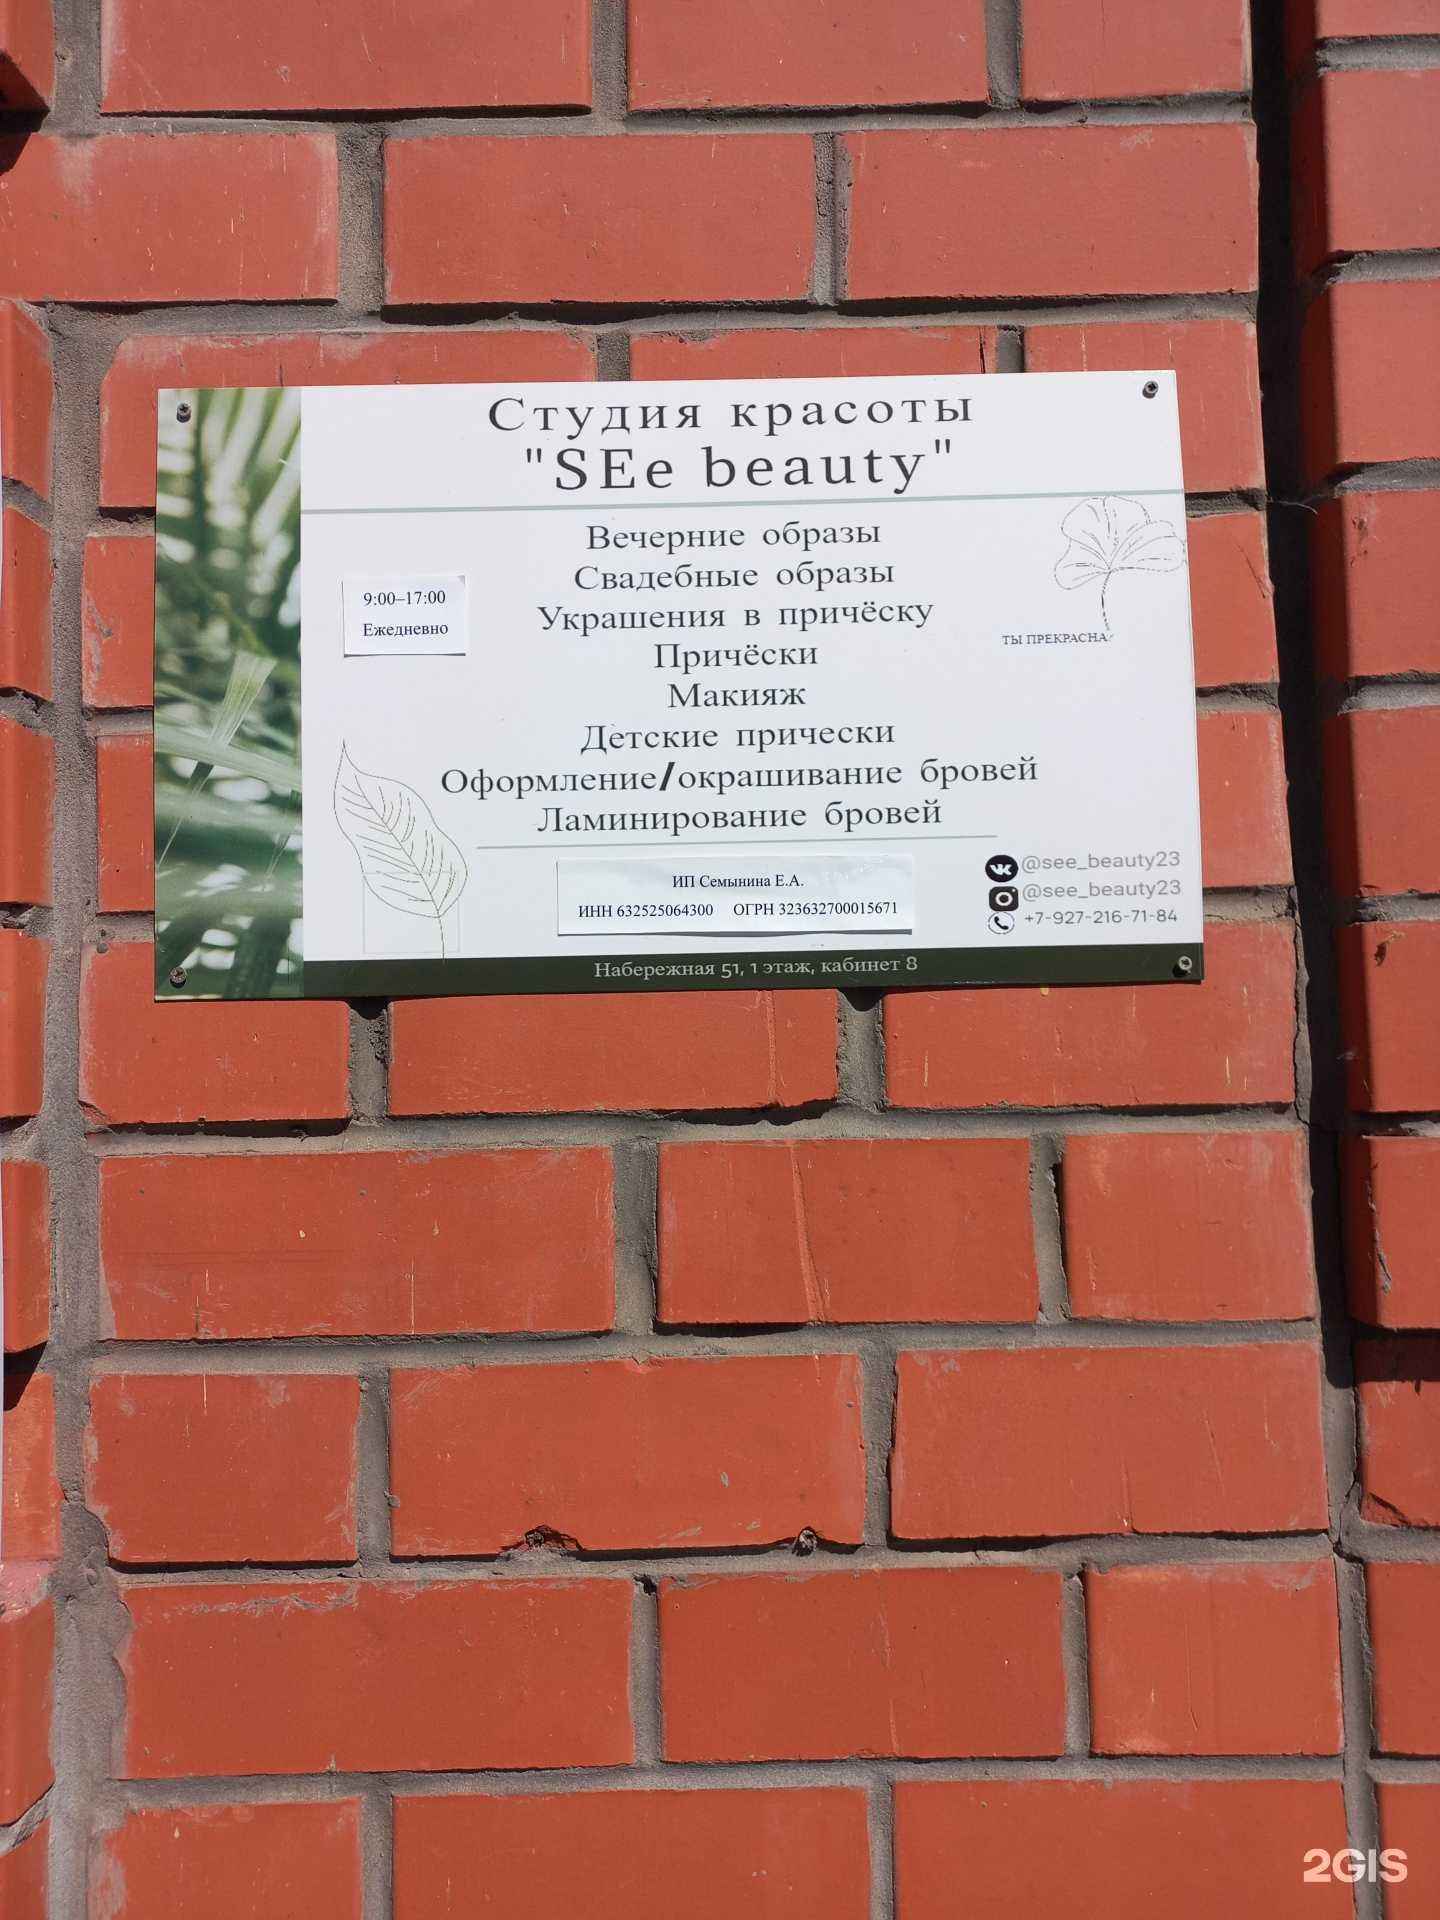 Студия красоты
"SEe beauty"
Вечерние образы
Свадебные образы
Украшения в причёску
Причёски
Макияж
Детские прически
Оформление/окрашивание бровей
Ламинирование бровей
9:00–17:00
Ежедневно
ТЫ ПРЕКРАСНА
ИП Семынина Е.А.
ИНН 632525064300 ОГРН 323632700015671
@see_beauty23
@see_beauty23
+7-927-216-71-84
Набережная 51, 1 этаж, кабинет 8
2GIS